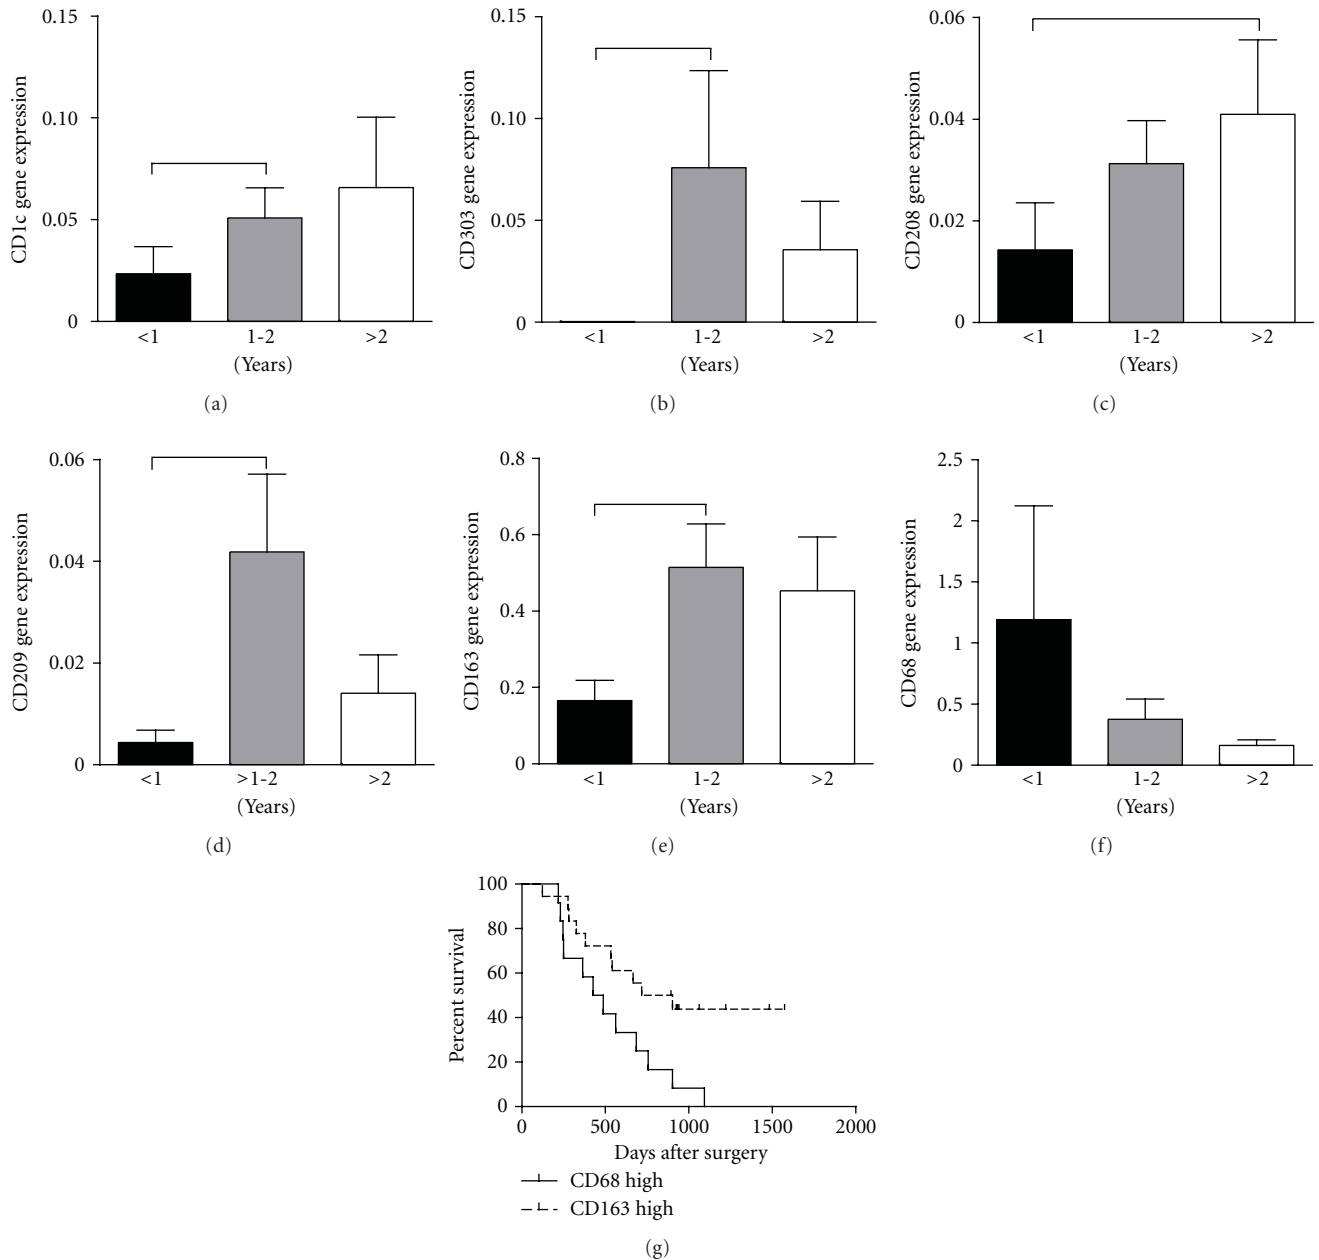 CD1c gene expression
0.15
0.10
0.05
0
<1 1-2 >2
(Years)
(a)
CD303 gene expression
0.15
0.10
0.05
0
<1 1-2 >2
(Years)
(b)
CD208 gene expression
0.06
0.04
0.02
0
<1 1-2 >2
(Years)
(c)
CD209 gene expression
0.06
0.04
0.02
0
<1 >1-2 >2
(Years)
(d)
CD163 gene expression
0.8
0.6
0.4
0.2
0
<1 1-2 >2
(Years)
(e)
CD68 gene expression
2.5
2
1.5
1
0.5
0
<1 1-2 >2
(Years)
(f)
Percent survival
100
80
60
40
20
0
0 500 1000 1500 2000
Days after surgery
CD68 high
CD163 high
(g)